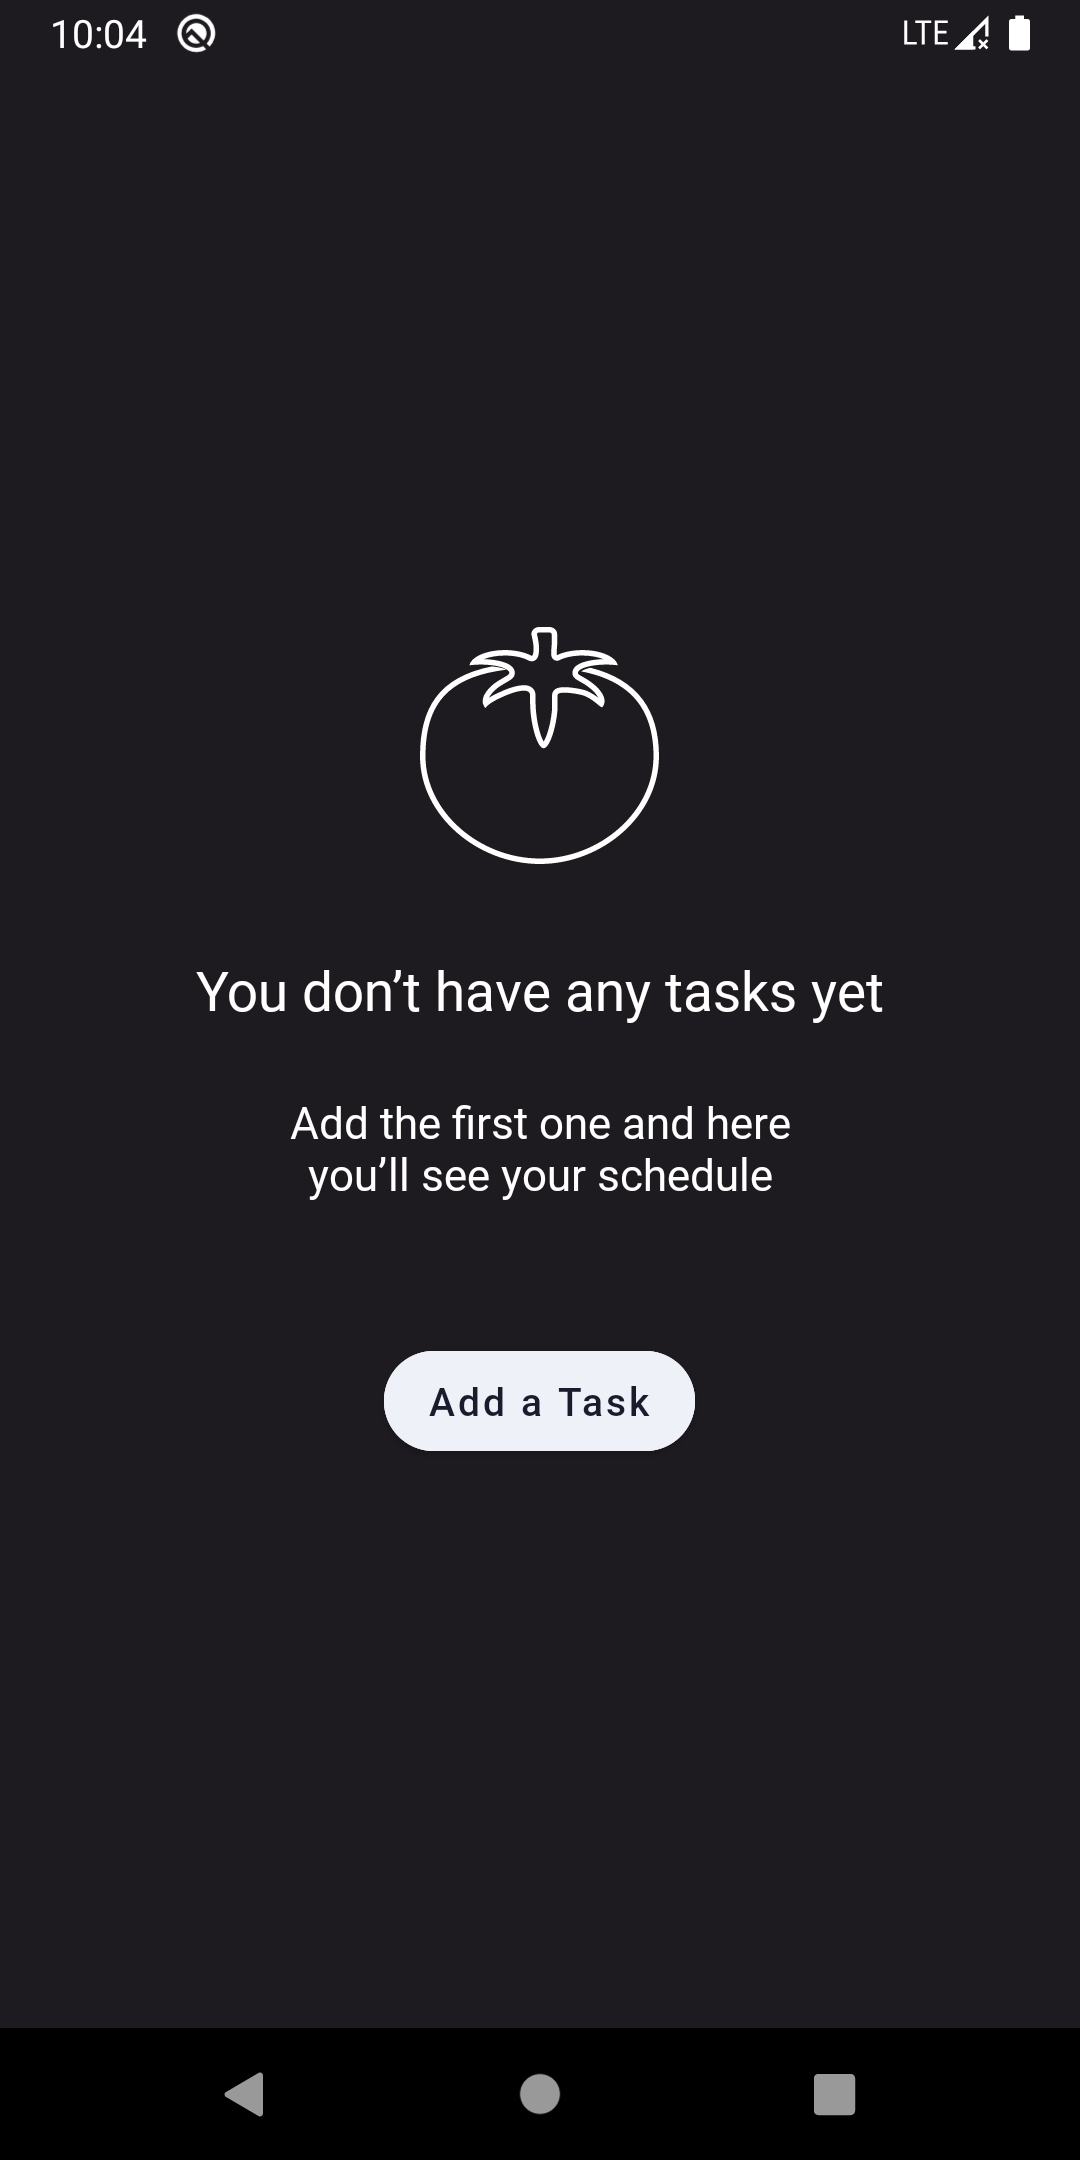 10:04 LTE
You don’t have any tasks yet
Add the first one and here
you’ll see your schedule
Add a Task